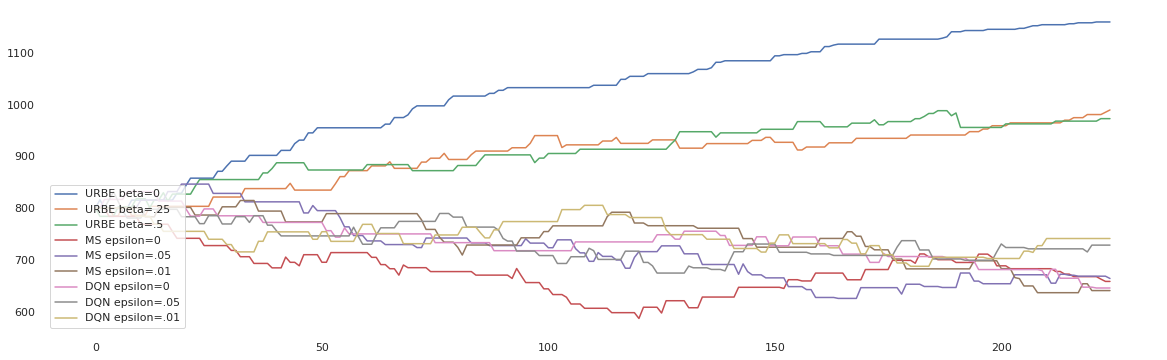 1100
1000
900
800
700
600
URBE beta=0
URBE beta=.25
URBE beta=.5
MS epsilon=0
MS epsilon=.05
MS epsilon=.01
DQN epsilon=0
DQN epsilon=.05
DQN epsilon=.01
0 50 100 150 200